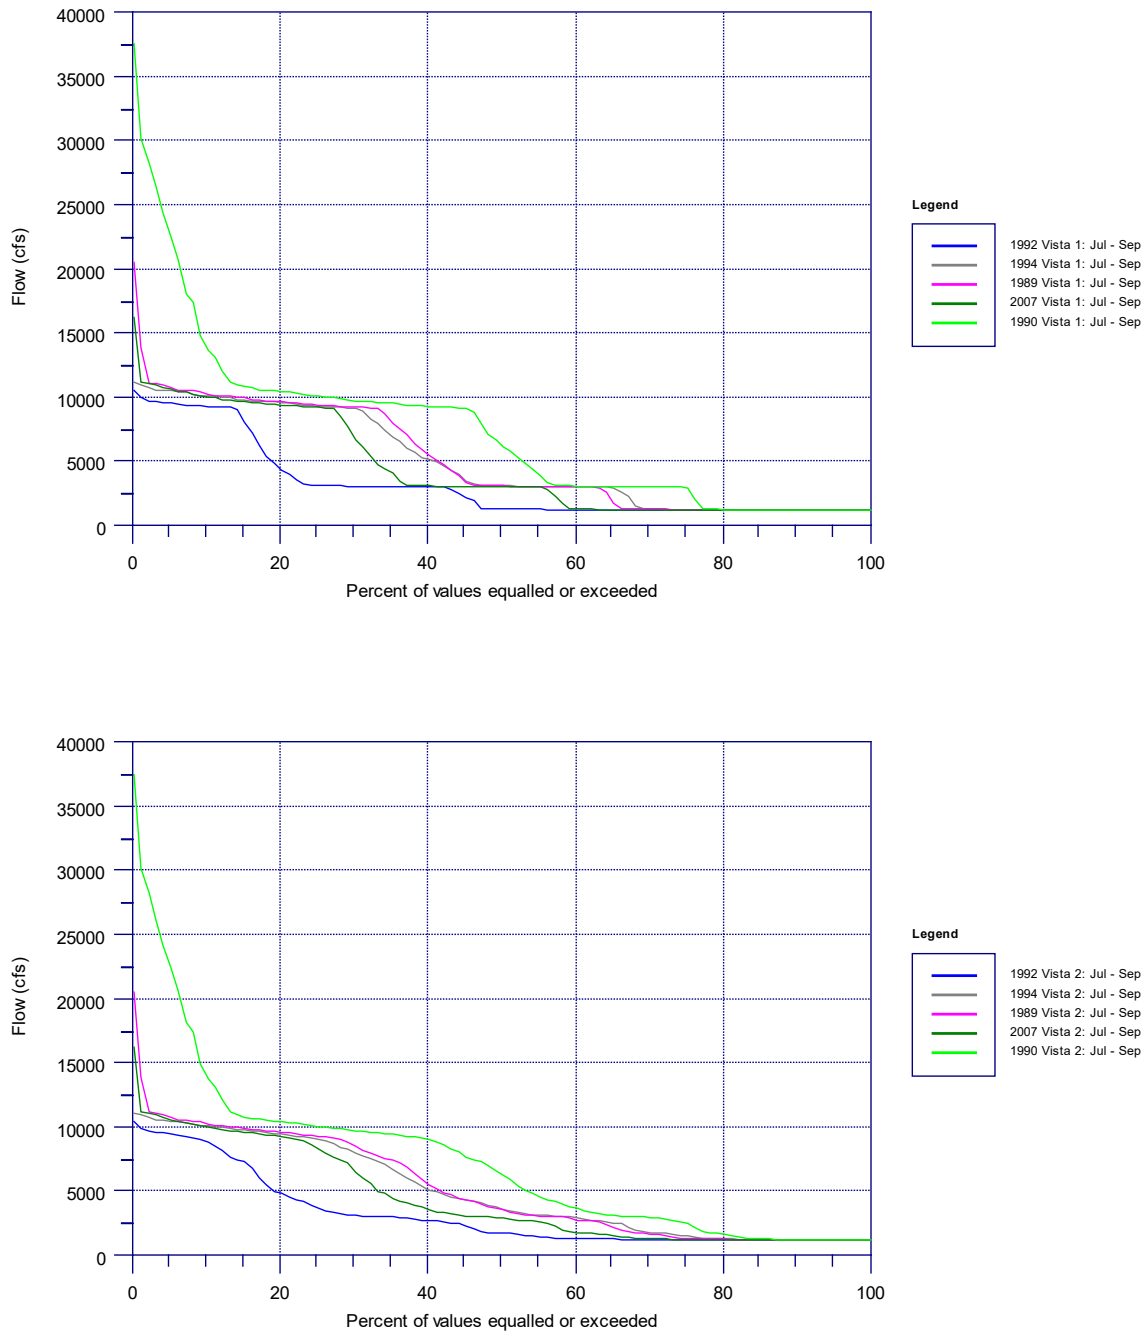 40000
35000
30000
25000
20000
15000
10000
5000
0
Flow (cfs)
0 20 40 60 80 100
Percent of values equalled or exceeded
Legend
1992 Vista 1: Jul - Sep
1994 Vista 1: Jul - Sep
1989 Vista 1: Jul - Sep
2007 Vista 1: Jul - Sep
1990 Vista 1: Jul - Sep
40000
35000
30000
25000
20000
15000
10000
5000
0
Flow (cfs)
0 20 40 60 80 100
Percent of values equalled or exceeded
Legend
1992 Vista 2: Jul - Sep
1994 Vista 2: Jul - Sep
1989 Vista 2: Jul - Sep
2007 Vista 2: Jul - Sep
1990 Vista 2: Jul - Sep